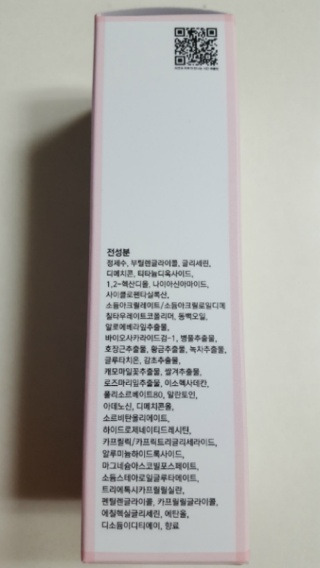 전성분
정제수, 부틸렌글라이콜, 글리세린,
디메치콘, 티타늄디옥사이드,
1,2-헥산디올, 나이아신아마이드,
사이클로펜타실록산,
소듐아크릴레이트/소듐아크릴로일디메
칠타우레이트코폴리머, 동백오일,
알로에베라잎추출물,
바이오사카라이드검-1, 병풀추출물,
호장근추출물, 황금추출물, 녹차추출물,
글루타치온, 감초추출물,
캐모마일꽃추출물, 쌀겨추출물,
로즈마리잎추출물, 이소헥사데칸,
폴리소르베이트80, 알란토인,
아데노신, 디메치콘올,
소르비탄올리에이트,
하이드로제네이티드레시틴,
카프릴릭/카프릭트라이글리세라이드,
알루미늄하이드록사이드,
마그네슘아스코빌포스페이트,
소듐스테아로일글루타메이트,
트리에톡시카프릴릴실란,
펜틸렌글라이콜, 카프릴릴글라이콜,
에칠헥실글리세린, 에탄올,
디소듐이디티에이, 향료